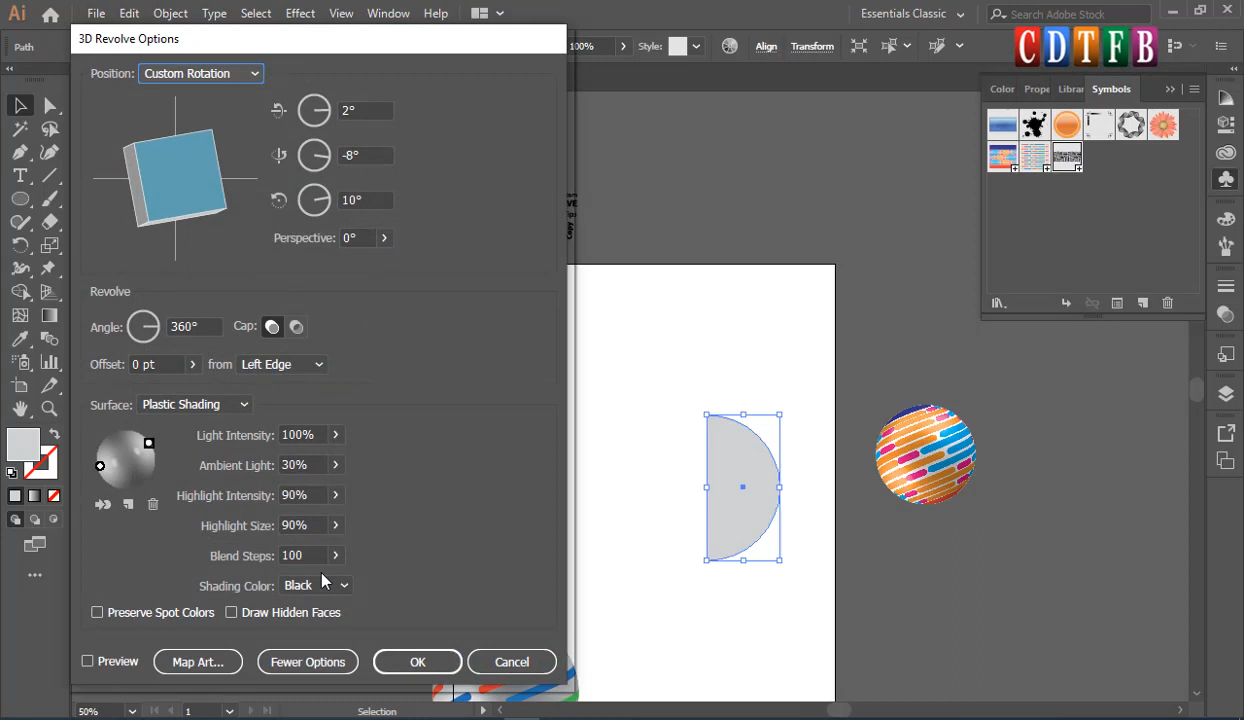 Ai File Edit Object Type Select Effect View Window Help Essentials Classic Search Adobe Stock
3D Revolve Options
Path
100% Style: Align Transform
C D T F B
Position: Custom Rotation
Color Prope Librar Symbols
2°
-8°
10°
Perspective: 0°
Revolve
Angle: 360° Cap:
Offset: 0 pt from Left Edge
Surface: Plastic Shading
Light Intensity: 100%
Ambient Light: 30%
Highlight Intensity: 90%
Highlight Size: 90%
Blend Steps: 100
Shading Color: Black
Preserve Spot Colors Draw Hidden Faces
Preview Map Art... Fewer Options OK Cancel
50% 1 Selection